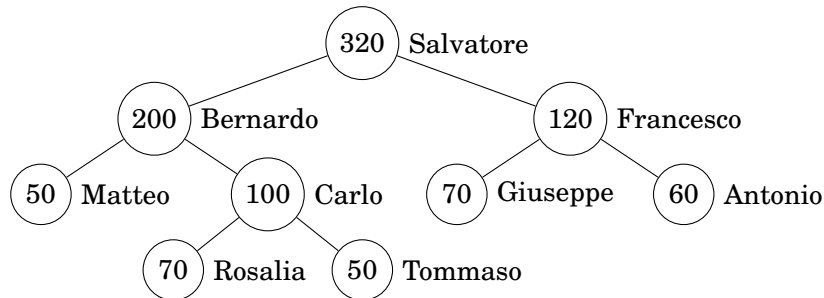 320 Salvatore
200 Bernardo 120 Francesco
50 Matteo 100 Carlo 70 Giuseppe 60 Antonio
70 Rosalia 50 Tommaso